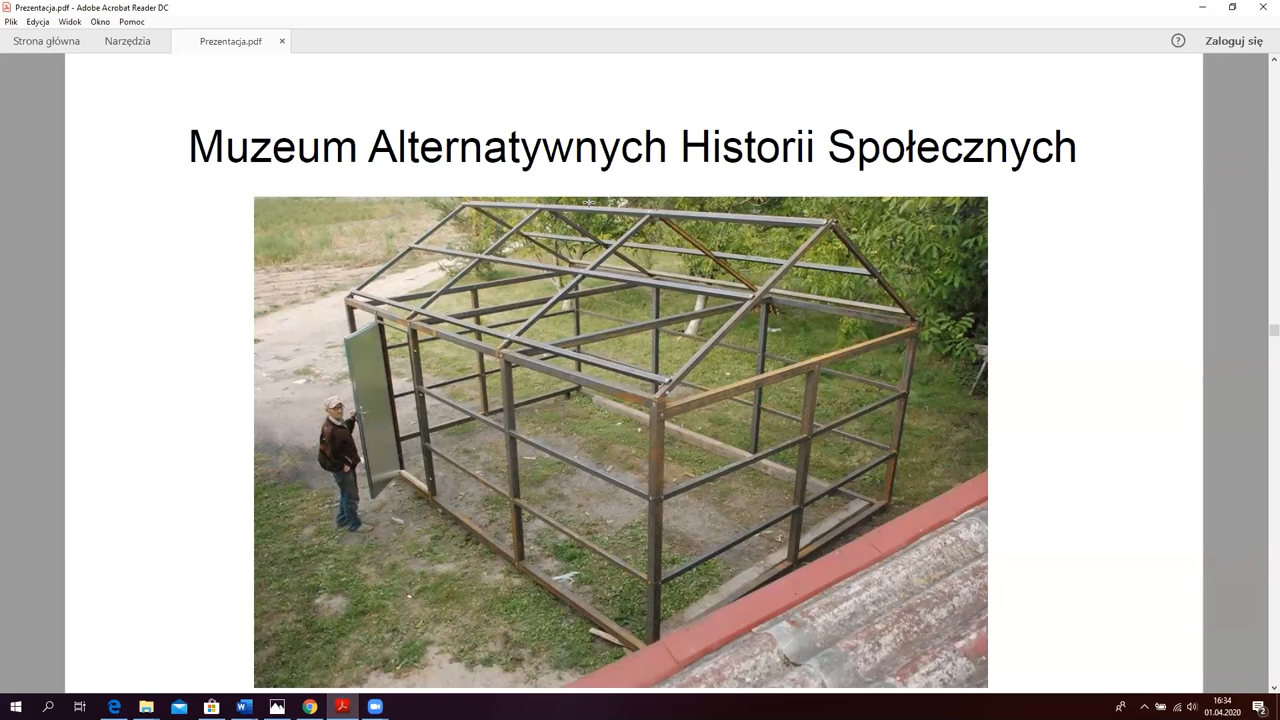 Prezentacja.pdf - Adobe Acrobat Reader DC
Plik Edycja Widok Okno Pomoc
Strona główna Narzędzia Prezentacja.pdf × ? Zaloguj się
Muzeum Alternatywnych Historii Społecznych
16:34
01.04.2020
2